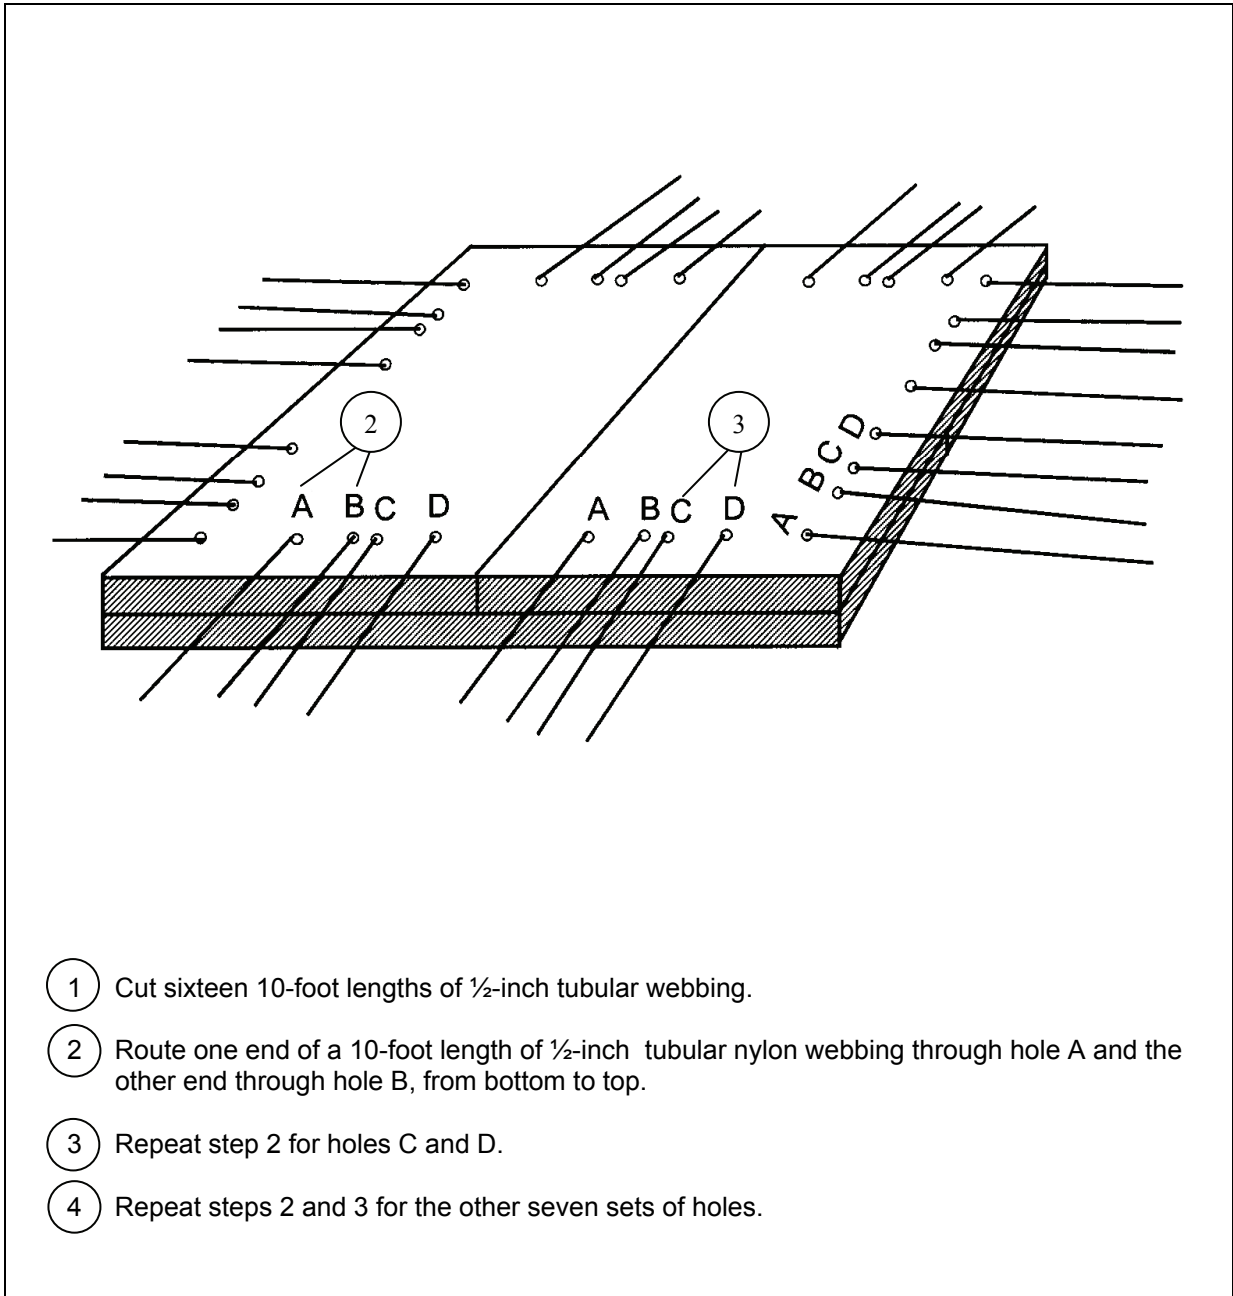 2
3
A B C D
A B C D
A B C D
1 Cut sixteen 10-foot lengths of ½-inch tubular webbing.
2 Route one end of a 10-foot length of ½-inch tubular nylon webbing through hole A and the
other end through hole B, from bottom to top.
3 Repeat step 2 for holes C and D.
4 Repeat steps 2 and 3 for the other seven sets of holes.